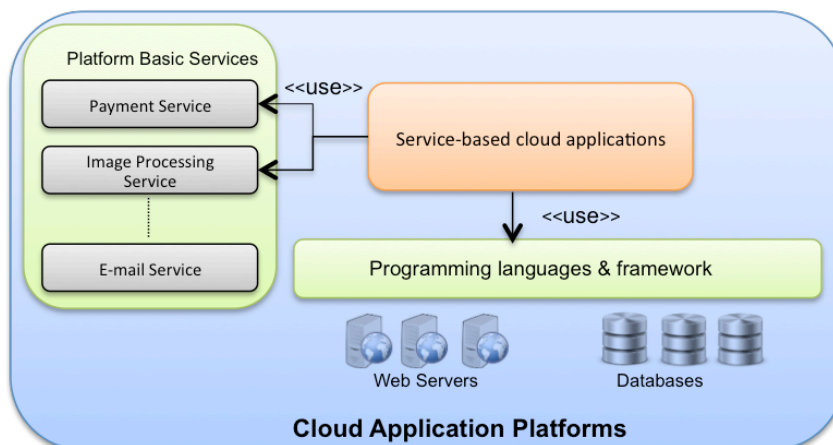 Platform Basic Services
<<use>>
Payment Service
Service-based cloud applications
Image Processing
Service
<<use>>
E-mail Service
Programming languages & framework
Web Servers
Databases
Cloud Application Platforms